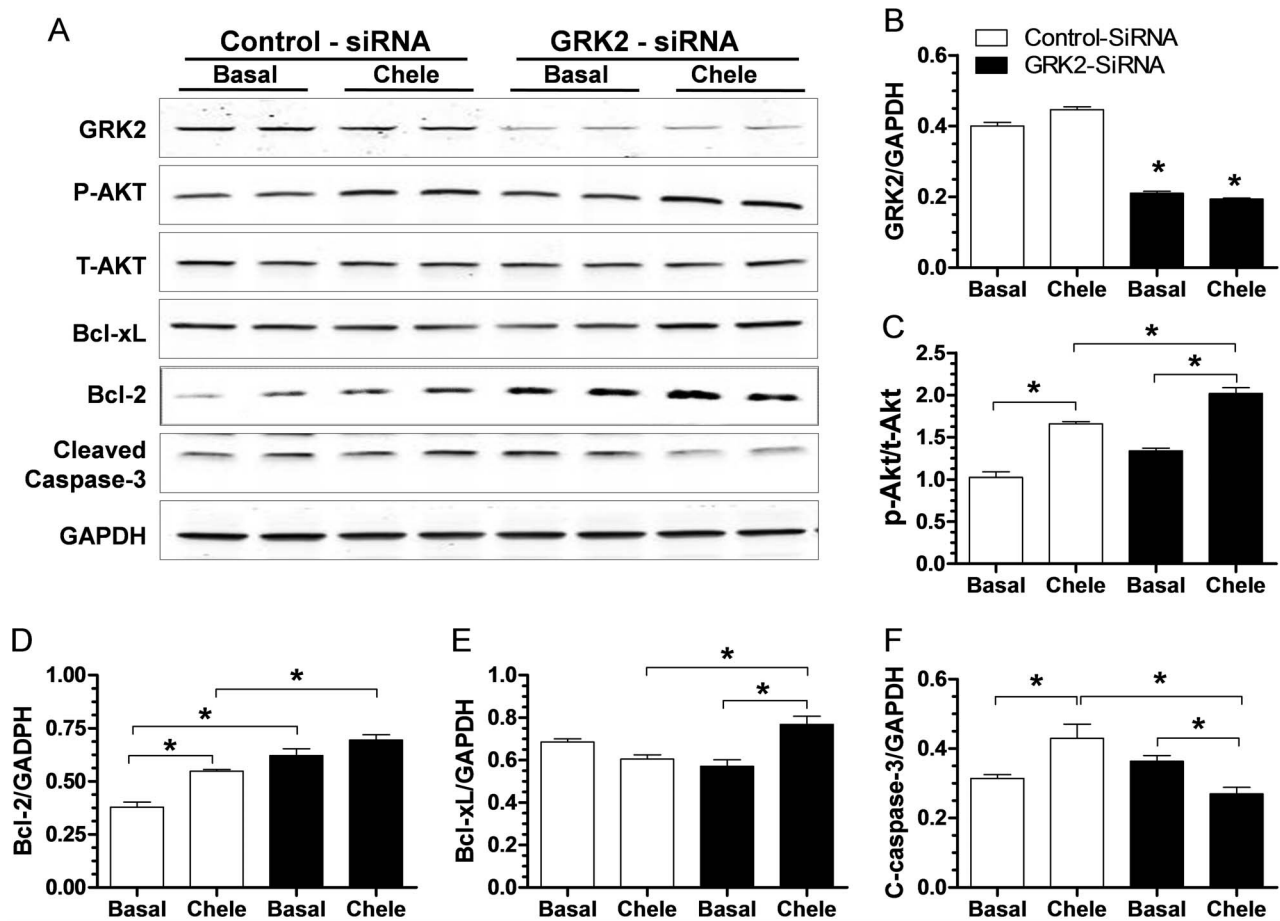 A
Control - siRNA
GRK2 - siRNA
Basal
Chele
Basal
Chele
GRK2
P-AKT
T-AKT
Bcl-xL
Bcl-2
Cleaved
Caspase-3
GAPDH
B
Control-SiRNA
GRK2-SiRNA
GRK2/GAPDH
0.6
0.4
0.2
0.0
*
*
Basal
Chele
Basal
Chele
C
p-Akt/t-Akt
2.5
2.0
1.5
1.0
0.5
0.0
*
*
*
Basal
Chele
Basal
Chele
D
Bcl-2/GADPH
1.00
0.75
0.50
0.25
0.00
*
*
*
Basal
Chele
Basal
Chele
E
Bcl-xL/GAPDH
1.0
0.8
0.6
0.4
0.2
0.0
*
*
Basal
Chele
Basal
Chele
F
C-caspase-3/GAPDH
0.6
0.4
0.2
0.0
*
*
*
Basal
Chele
Basal
Chele